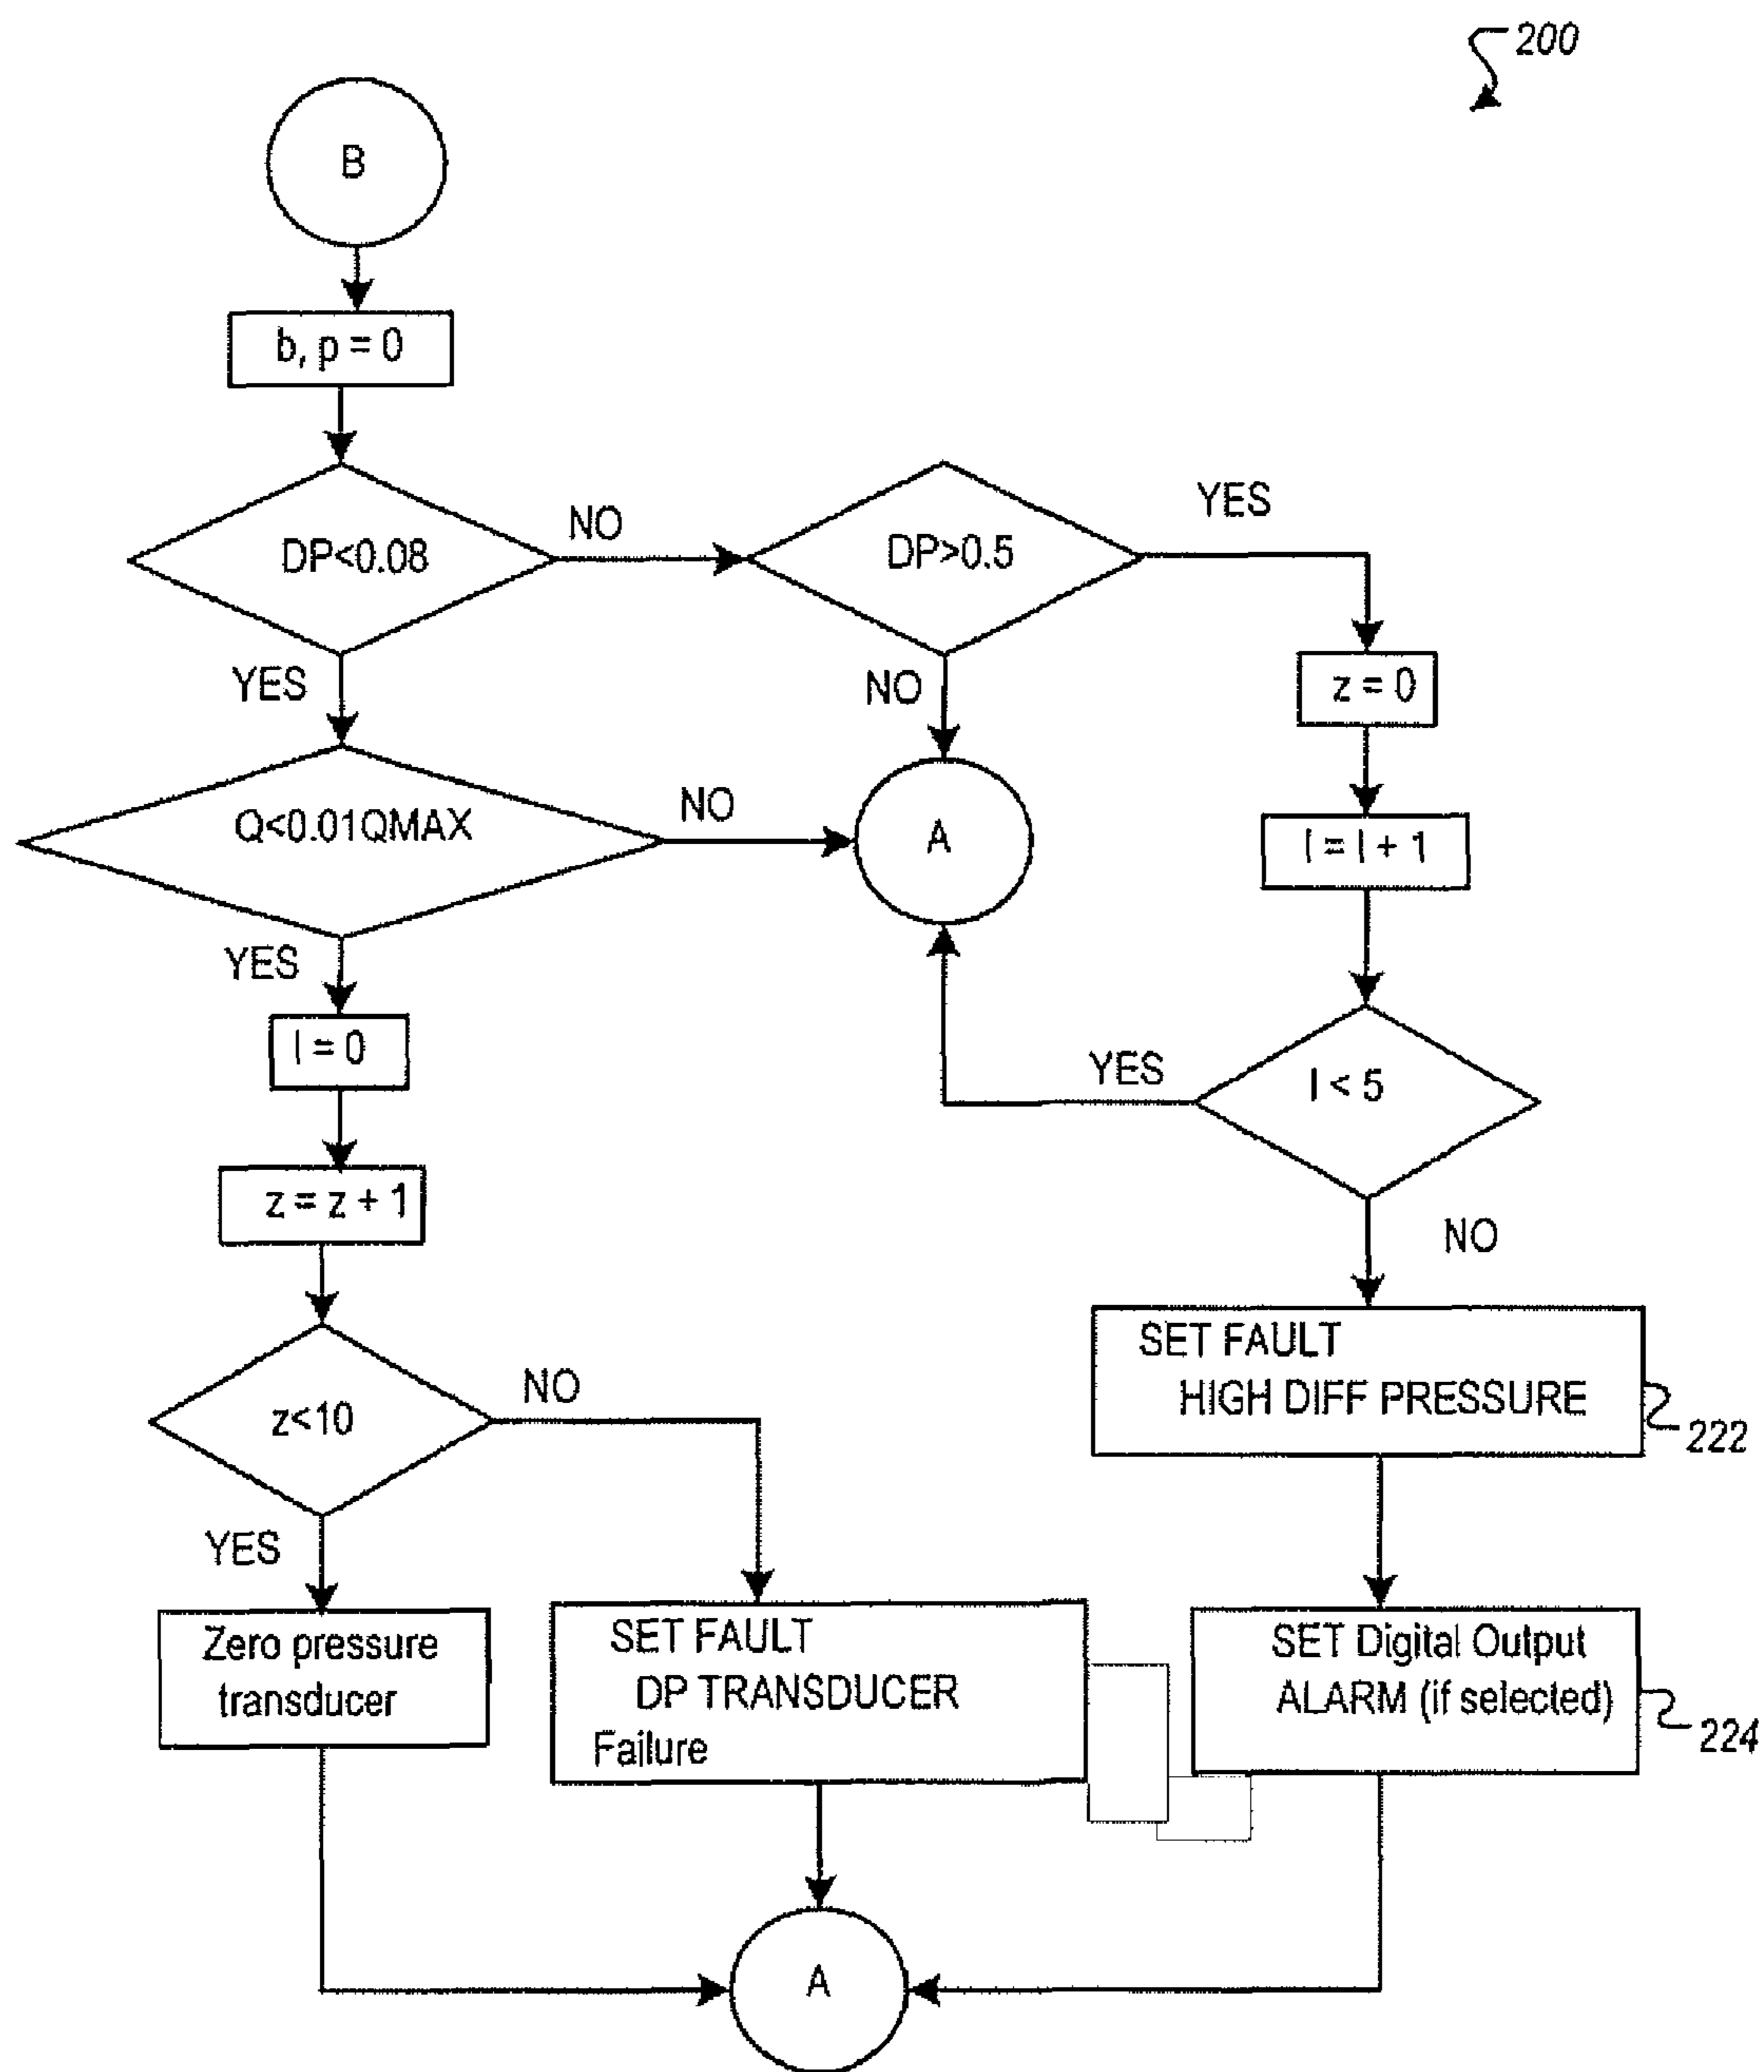 200
B
b, p = 0
DP<0.08
NO
DP>0.5
YES
YES
NO
z = 0
Q<0.01QMAX
NO
A
l = l + 1
YES
l = 0
YES
l < 5
z = z + 1
NO
z<10
NO
SET FAULT
HIGH DIFF PRESSURE
222
YES
Zero pressure
transducer
SET FAULT
DP TRANSDUCER
Failure
SET Digital Output
ALARM (if selected)
224
A